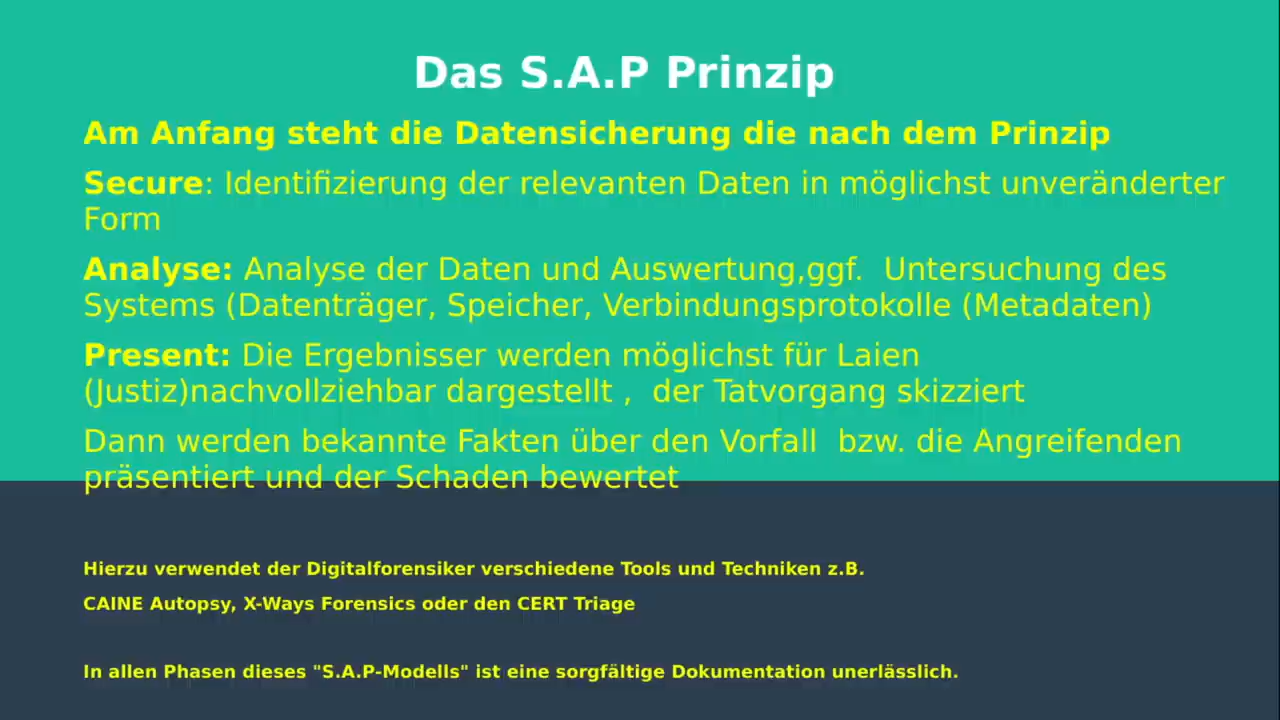 Das S.A.P Prinzip
Am Anfang steht die Datensicherung die nach dem Prinzip
Secure: Identifizierung der relevanten Daten in möglichst unveränderter
Form
Analyse: Analyse der Daten und Auswertung,ggf.  Untersuchung des
Systems (Datenträger, Speicher, Verbindungsprotokolle (Metadaten)
Present: Die Ergebnisser werden möglichst für Laien
(Justiz)nachvollziehbar dargestellt ,  der Tatvorgang skizziert
Dann werden bekannte Fakten über den Vorfall  bzw. die Angreifenden
präsentiert und der Schaden bewertet
Hierzu verwendet der Digitalforensiker verschiedene Tools und Techniken z.B.
CAINE Autopsy, X-Ways Forensics oder den CERT Triage
In allen Phasen dieses "S.A.P-Modells" ist eine sorgfältige Dokumentation unerlässlich.